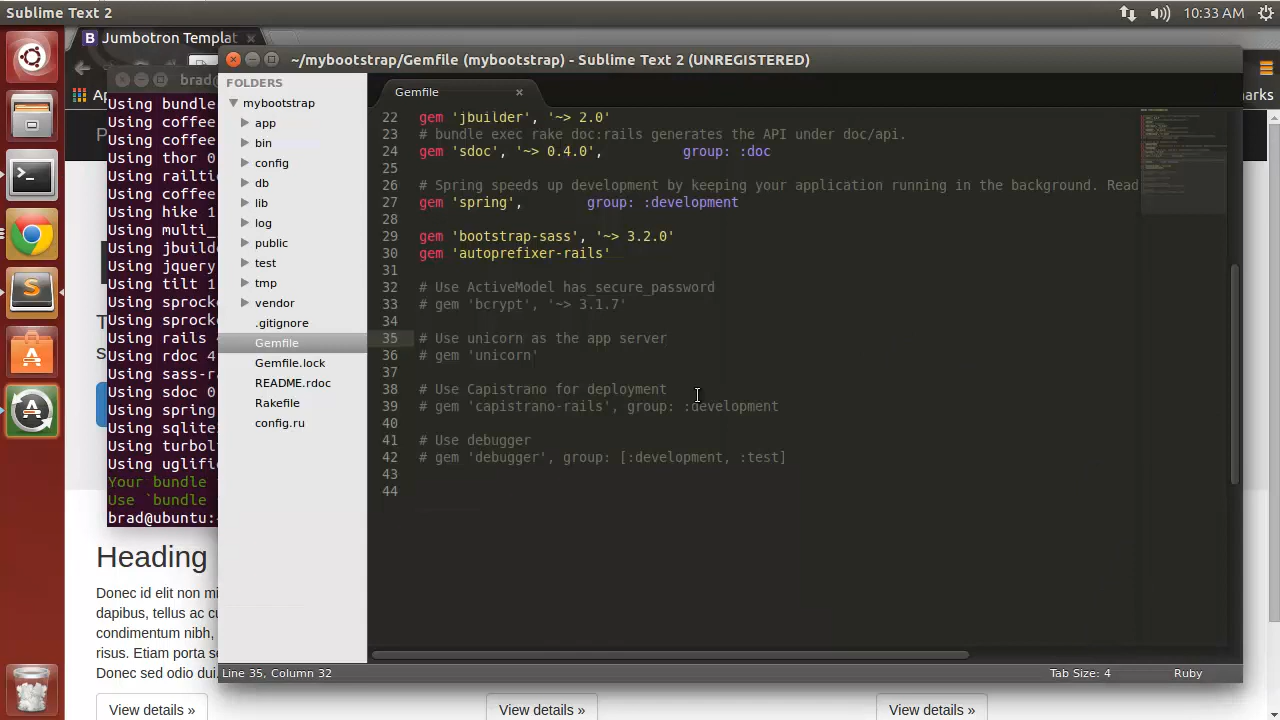 Sublime Text 2
10:33 AM
B Jumbotron Templat
~/mybootstrap/Gemfile (mybootstrap) - Sublime Text 2 (UNREGISTERED)
brad@
FOLDERS
mybootstrap
app
bin
config
db
lib
log
public
test
tmp
vendor
.gitignore
Gemfile
Gemfile.lock
README.rdoc
Rakefile
config.ru
Gemfile
22 gem 'jbuilder', '~> 2.0'
23 # bundle exec rake doc:rails generates the API under doc/api.
24 gem 'sdoc', '~> 0.4.0', group: :doc
25
26 # Spring speeds up development by keeping your application running in the background. Read
27 gem 'spring', group: :development
28
29 gem 'bootstrap-sass', '~> 3.2.0'
30 gem 'autoprefixer-rails'
31
32 # Use ActiveModel has_secure_password
33 # gem 'bcrypt', '~> 3.1.7'
34
35 # Use unicorn as the app server
36 # gem 'unicorn'
37
38 # Use Capistrano for deployment
39 # gem 'capistrano-rails', group: :development
40
41 # Use debugger
42 # gem 'debugger', group: [:development, :test]
43
44
Line 35, Column 32
Tab Size: 4
Ruby
Using bundle
Using coffee
Using coffee
Using thor 0
Using railti
Using coffee
Using hike 1
Using multi_
Using jbuild
Using jquery
Using tilt 1
Using sprock
Using sprock
Using rails 4
Using rdoc 4
Using sass-r
Using sdoc 0
Using spring
Using sqlite
Using turbol
Using uglifi
Your bundle
Use `bundle
brad@ubuntu:
arks
Heading
Donec id elit non mi
dapibus, tellus ac cu
condimentum nibh,
risus. Etiam porta s
Donec sed odio dui
View details »
View details »
View details »